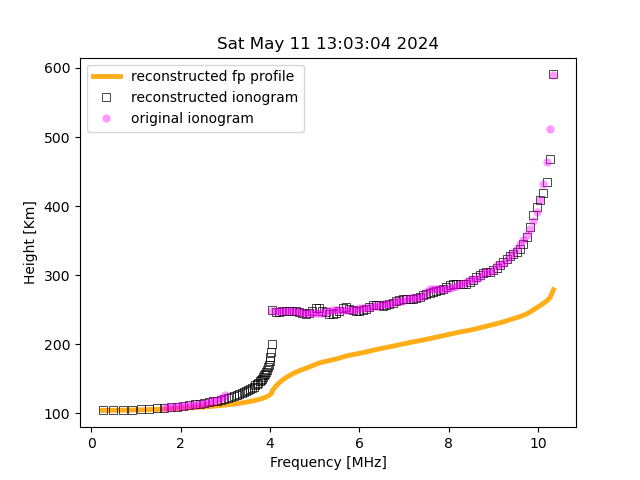 Sat May 11 13:03:04 2024
reconstructed fp profile
reconstructed ionogram
original ionogram
Height [Km]
600
500
400
300
200
100
0 2 4 6 8 10
Frequency [MHz]